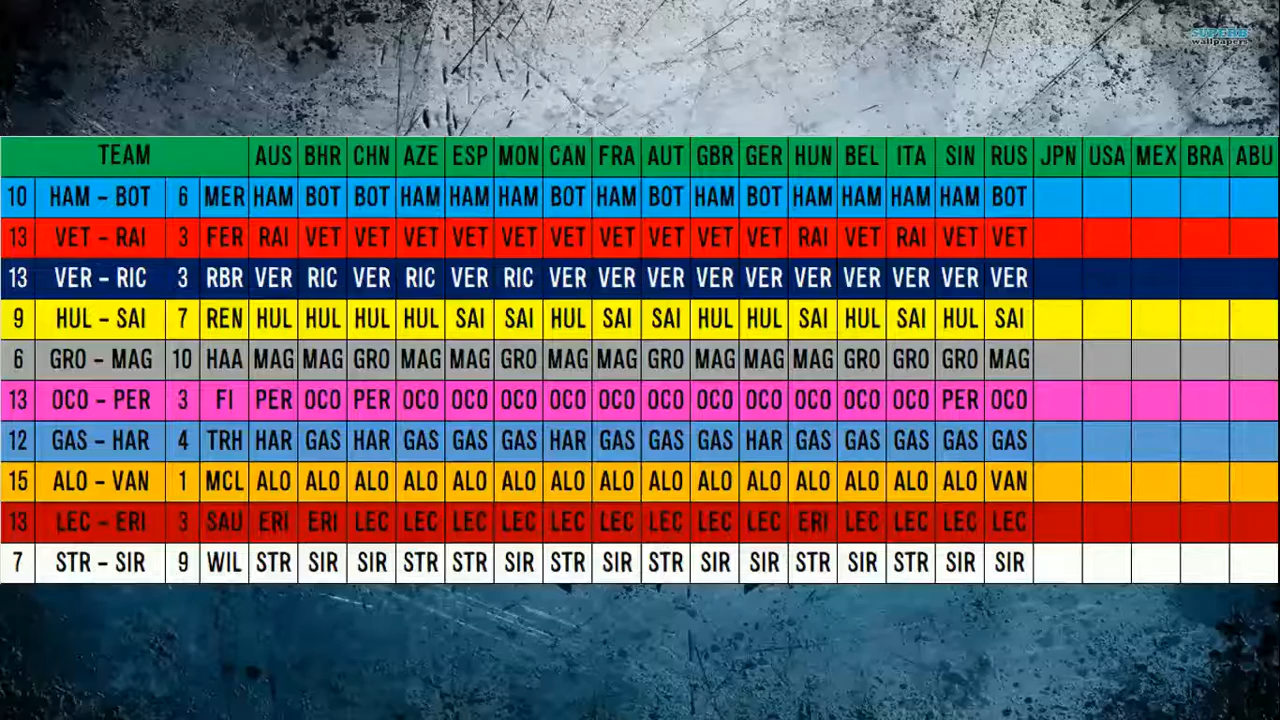 SUPERB
wallpapers
TEAM AUS BHR CHN AZE ESP MON CAN FRA AUT GBR GER HUN BEL ITA SIN RUS JPN USA MEX BRA ABU
10 HAM – BOT 6 MER HAM BOT BOT HAM HAM HAM BOT HAM BOT HAM BOT HAM HAM HAM HAM BOT
13 VET – RAI 3 FER RAI VET VET VET VET VET VET VET VET VET VET RAI VET RAI VET VET
13 VER – RIC 3 RBR VER RIC VER RIC VER RIC VER VER VER VER VER VER VER VER VER VER
9 HUL – SAI 7 REN HUL HUL HUL HUL SAI SAI HUL SAI SAI HUL HUL SAI HUL SAI HUL SAI
6 GRO – MAG 10 HAA MAG MAG GRO MAG MAG GRO MAG MAG GRO MAG MAG MAG GRO GRO GRO MAG
13 OCO – PER 3 FI PER OCO PER OCO OCO OCO OCO OCO OCO OCO OCO OCO OCO OCO PER OCO
12 GAS – HAR 4 TRH HAR GAS HAR GAS GAS GAS HAR GAS GAS GAS HAR GAS GAS GAS GAS GAS
15 ALO – VAN 1 MCL ALO ALO ALO ALO ALO ALO ALO ALO ALO ALO ALO ALO ALO ALO ALO VAN
13 LEC – ERI 3 SAU ERI ERI LEC LEC LEC LEC LEC LEC LEC LEC LEC ERI LEC LEC LEC LEC
7 STR – SIR 9 WIL STR SIR SIR STR SIR SIR STR SIR STR SIR SIR STR SIR STR SIR SIR